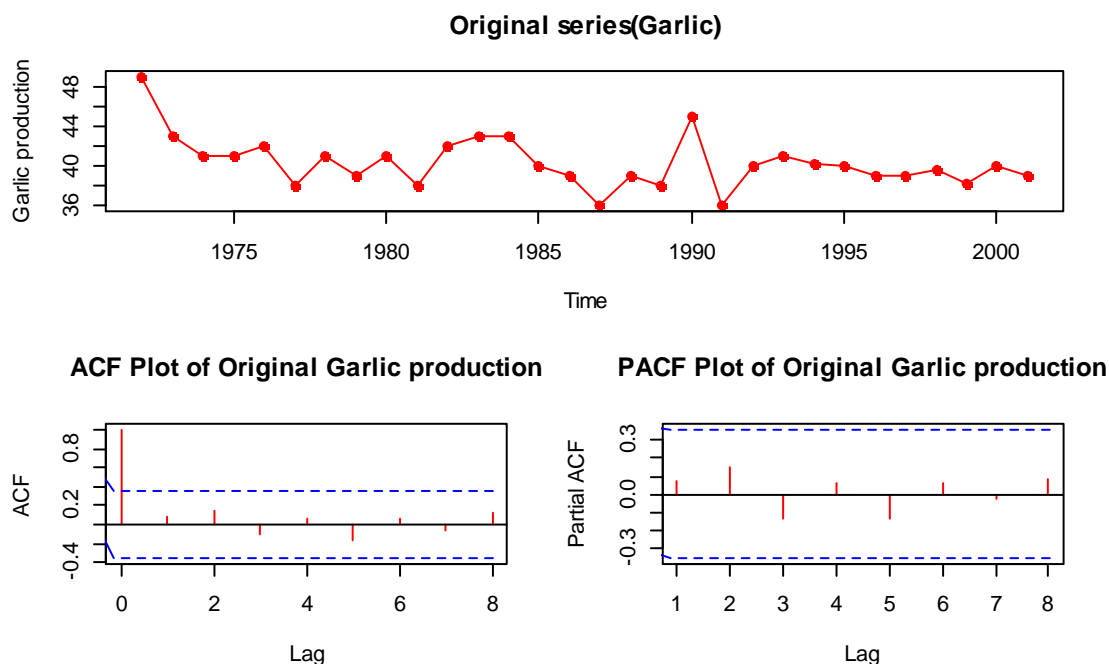 Original series(Garlic)
Garlic production
48
44
40
36
1975 1980 1985 1990 1995 2000
Time
ACF Plot of Original Garlic production
ACF
0.8
0.2
-0.4
0 2 4 6 8
Lag
PACF Plot of Original Garlic production
Partial ACF
0.3
0.0
-0.3
1 2 3 4 5 6 7 8
Lag